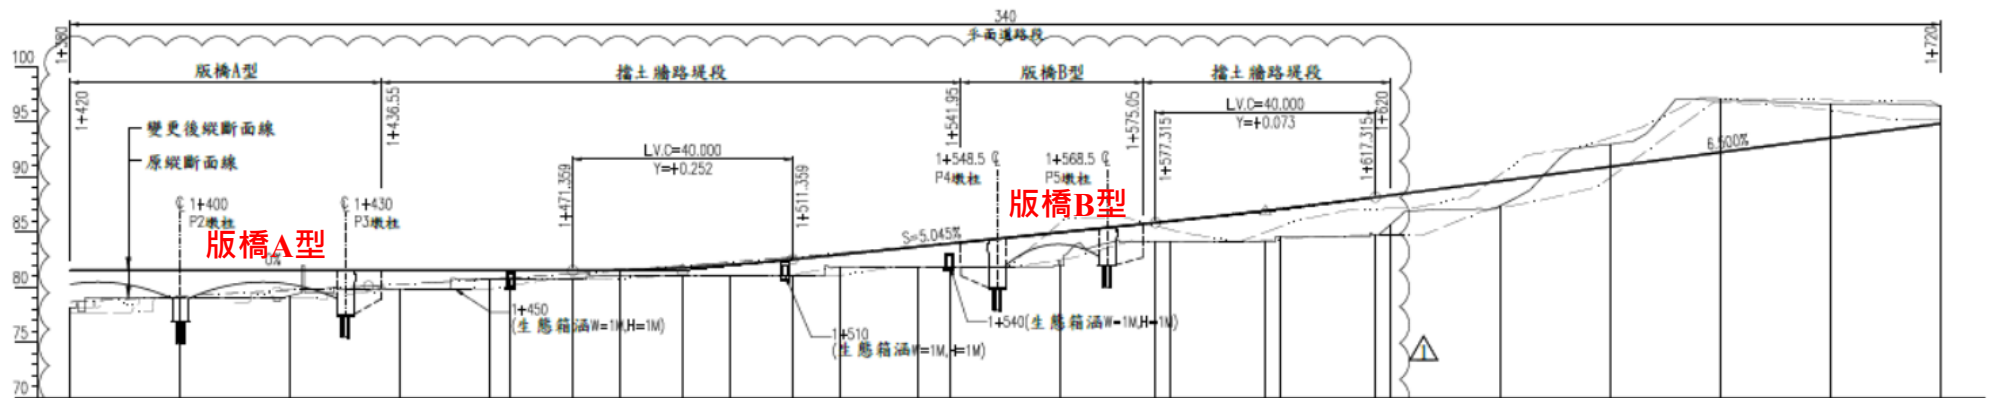 340
平面道路段
1+380
1+720
版橋A型
擋土牆路堤段
版橋B型
擋土牆路堤段
1+420
1+436.55
1+541.95
1+575.05
1+620
100
95
90
85
80
75
70
變更後縱斷面線
原縱斷面線
L.V.C=40.000
Y=+0.252
1+471.359
1+511.359
L.V.C=40.000
Y=+0.073
1+577.315
1+617.315
1+400
P2墩柱
1+430
P3墩柱
1+548.5
P4墩柱
1+568.5
P5墩柱
版橋A型
版橋B型
0%
S=5.045%
6.500%
1+450
(生態箱涵W=1M,H=1M)
1+510
(生態箱涵W=1M,H=1M)
1+540(生態箱涵W=1M,H=1M)
1